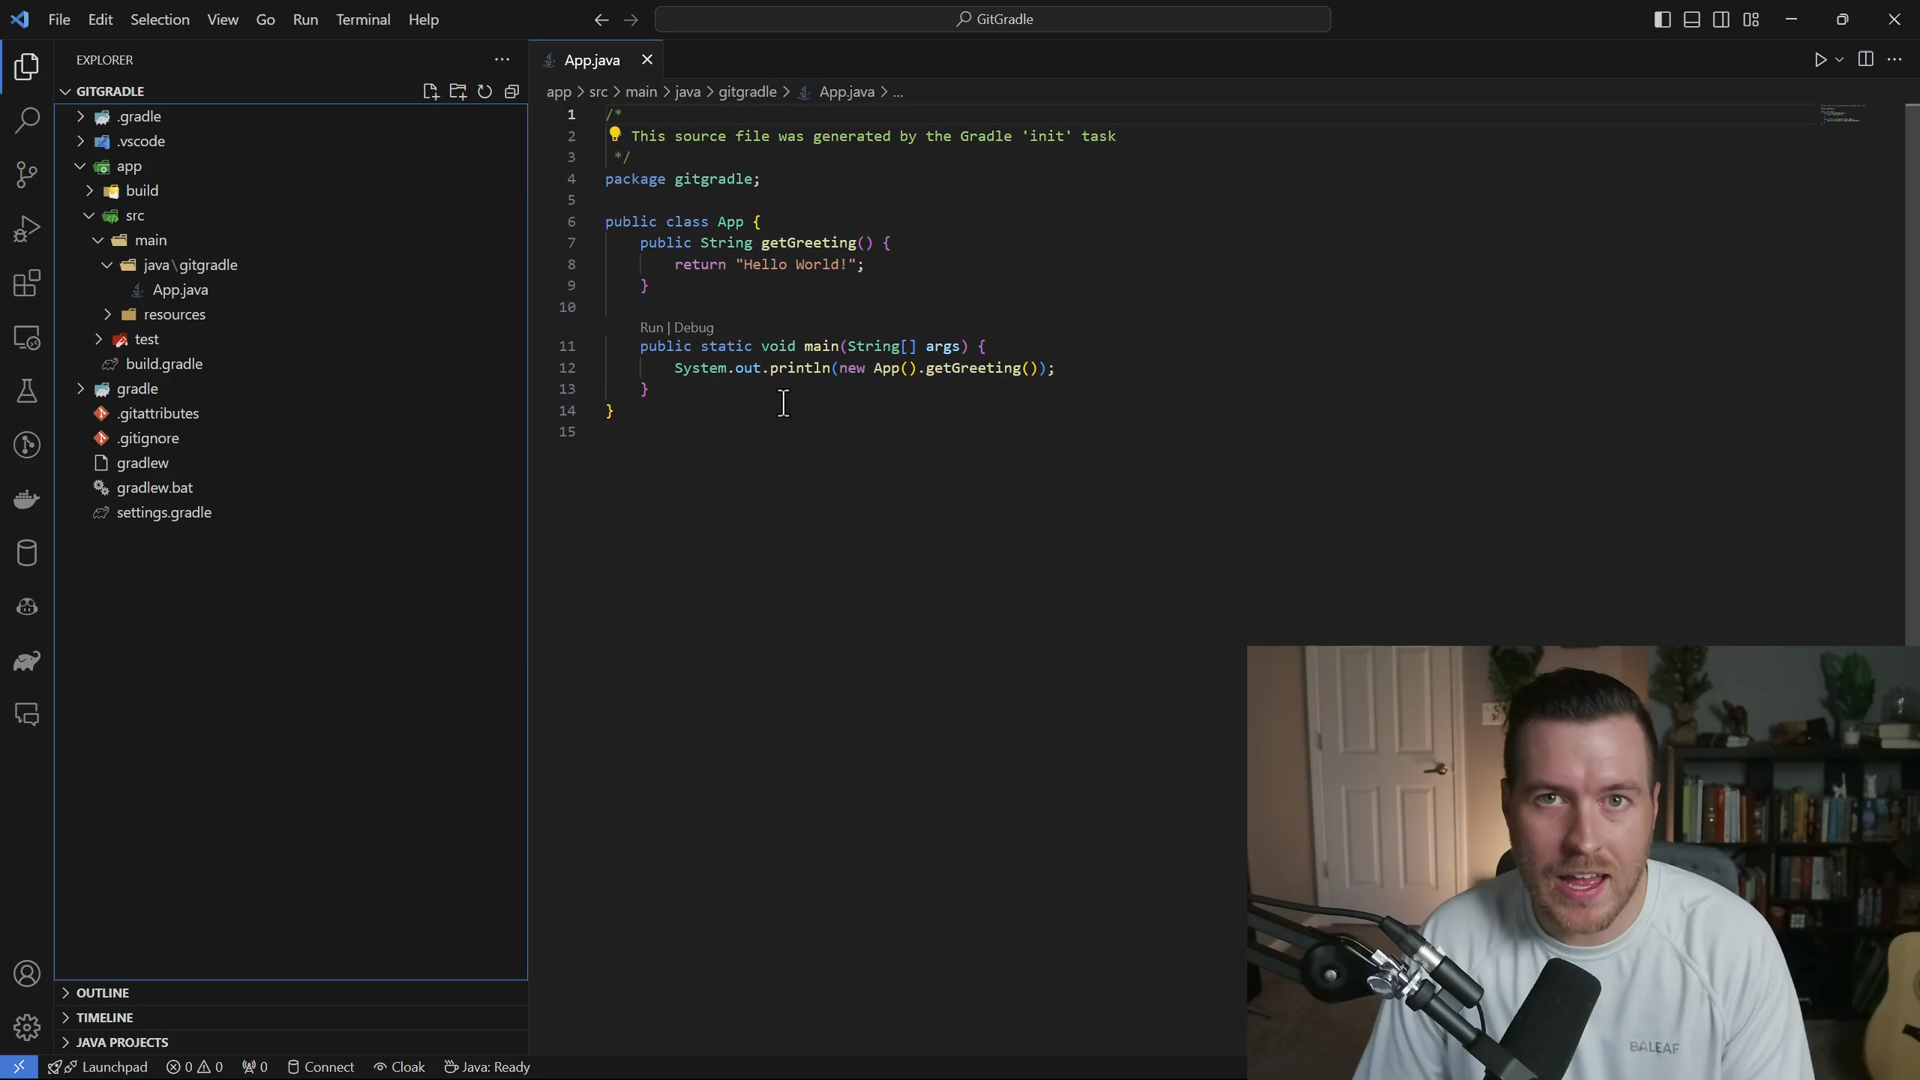 File Edit Selection View Go Run Terminal Help
GitGradle
EXPLORER
GITGRADLE
.gradle
.vscode
app
build
src
main
java\gitgradle
App.java
resources
test
build.gradle
gradle
.gitattributes
.gitignore
gradlew
gradlew.bat
settings.gradle
OUTLINE
TIMELINE
JAVA PROJECTS
App.java
app > src > main > java > gitgradle > App.java > ...
1 /*
2 This source file was generated by the Gradle 'init' task
3 */
4 package gitgradle;
5
6 public class App {
7 public String getGreeting() {
8 return "Hello World!";
9 }
10
Run | Debug
11 public static void main(String[] args) {
12 System.out.println(new App().getGreeting());
13 }
14 }
15
BALEAF
Launchpad 0 0 0 Connect Cloak Java: Ready